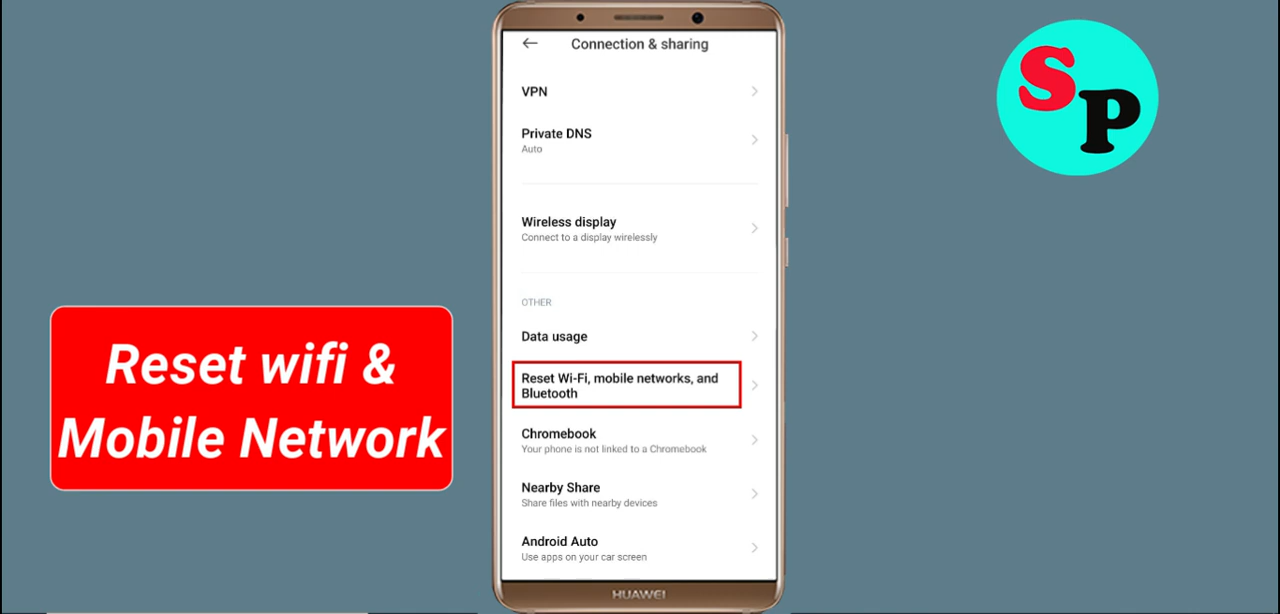 Connection & sharing
VPN
Private DNS
Auto
Wireless display
Connect to a display wirelessly
OTHER
Data usage
Reset Wi-Fi, mobile networks, and
Bluetooth
Chromebook
Your phone is not linked to a Chromebook
Nearby Share
Share files with nearby devices
Android Auto
Use apps on your car screen
HUAWEI
Reset wifi &
Mobile Network
SP